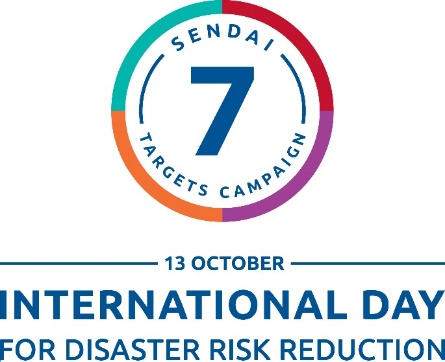 SENDAI
7
TARGETS CAMPAIGN
13 OCTOBER
INTERNATIONAL DAY
FOR DISASTER RISK REDUCTION